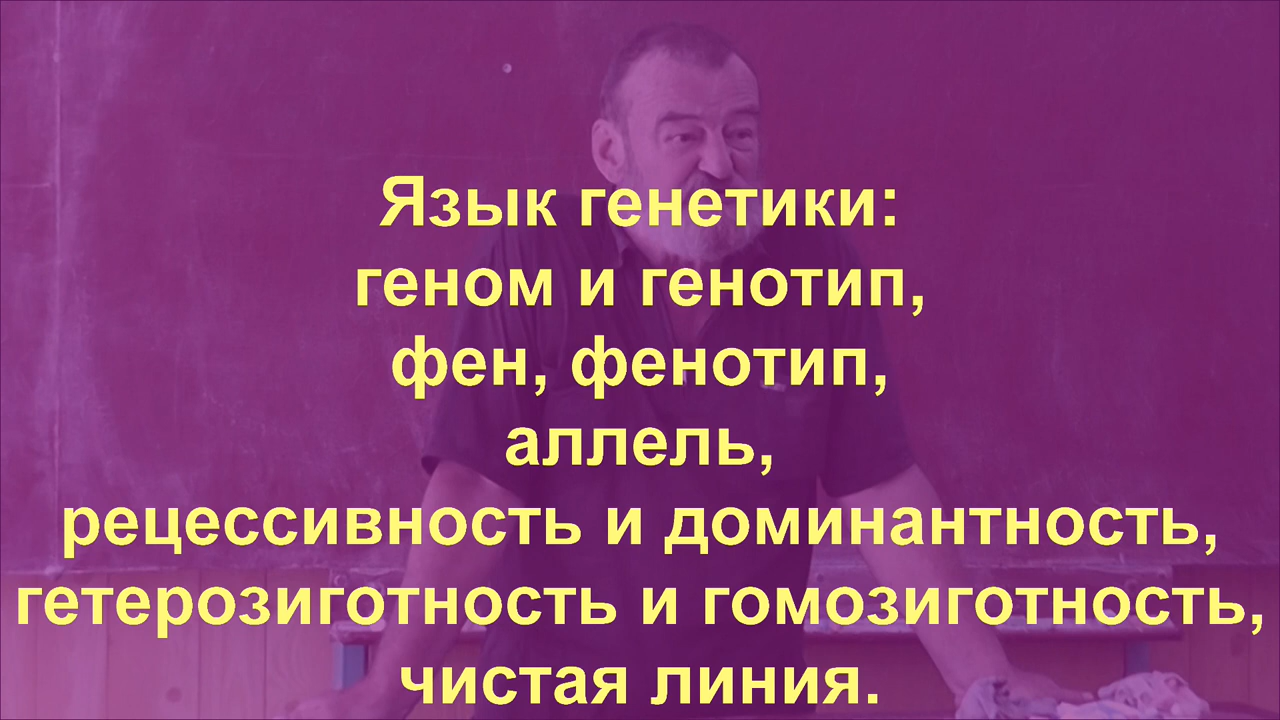 Язык генетики:
геном и генотип,
фен, фенотип,
аллель,
рецессивность и доминантность,
гетерозиготность и гомозиготность,
чистая линия.